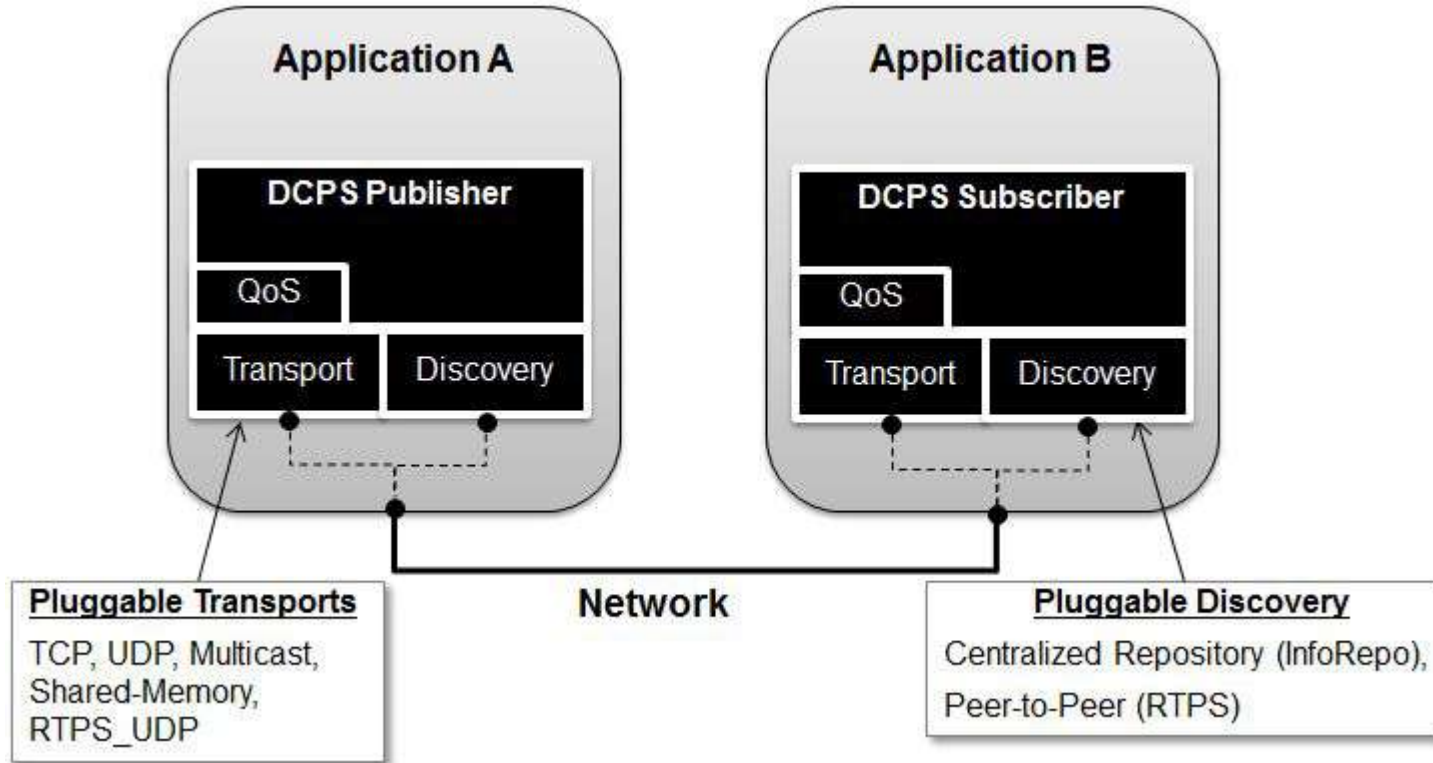 Application A
DCPS Publisher
QoS
Transport
Discovery
Application B
DCPS Subscriber
QoS
Transport
Discovery
Network
Pluggable Transports
TCP, UDP, Multicast,
Shared-Memory,
RTPS_UDP
Pluggable Discovery
Centralized Repository (InfoRepo),
Peer-to-Peer (RTPS)